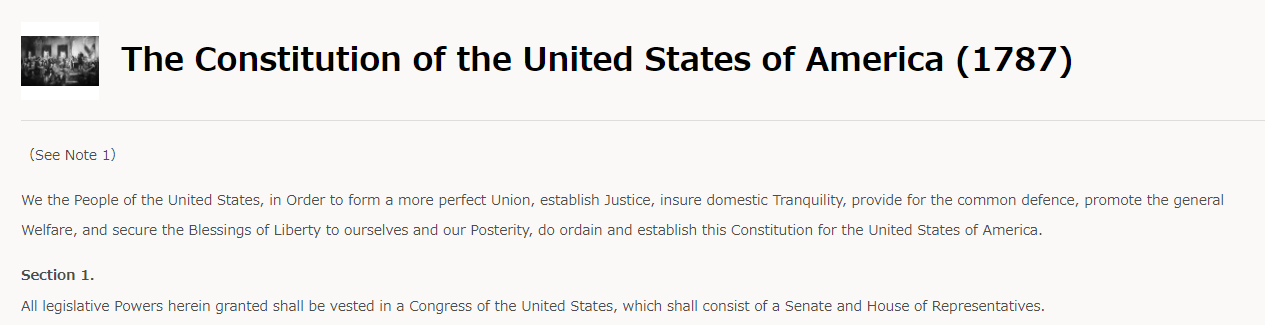 The Constitution of the United States of America (1787)
(See Note 1)
We the People of the United States, in Order to form a more perfect Union, establish Justice, insure domestic Tranquility, provide for the common defence, promote the general
Welfare, and secure the Blessings of Liberty to ourselves and our Posterity, do ordain and establish this Constitution for the United States of America.
Section 1.
All legislative Powers herein granted shall be vested in a Congress of the United States, which shall consist of a Senate and House of Representatives.